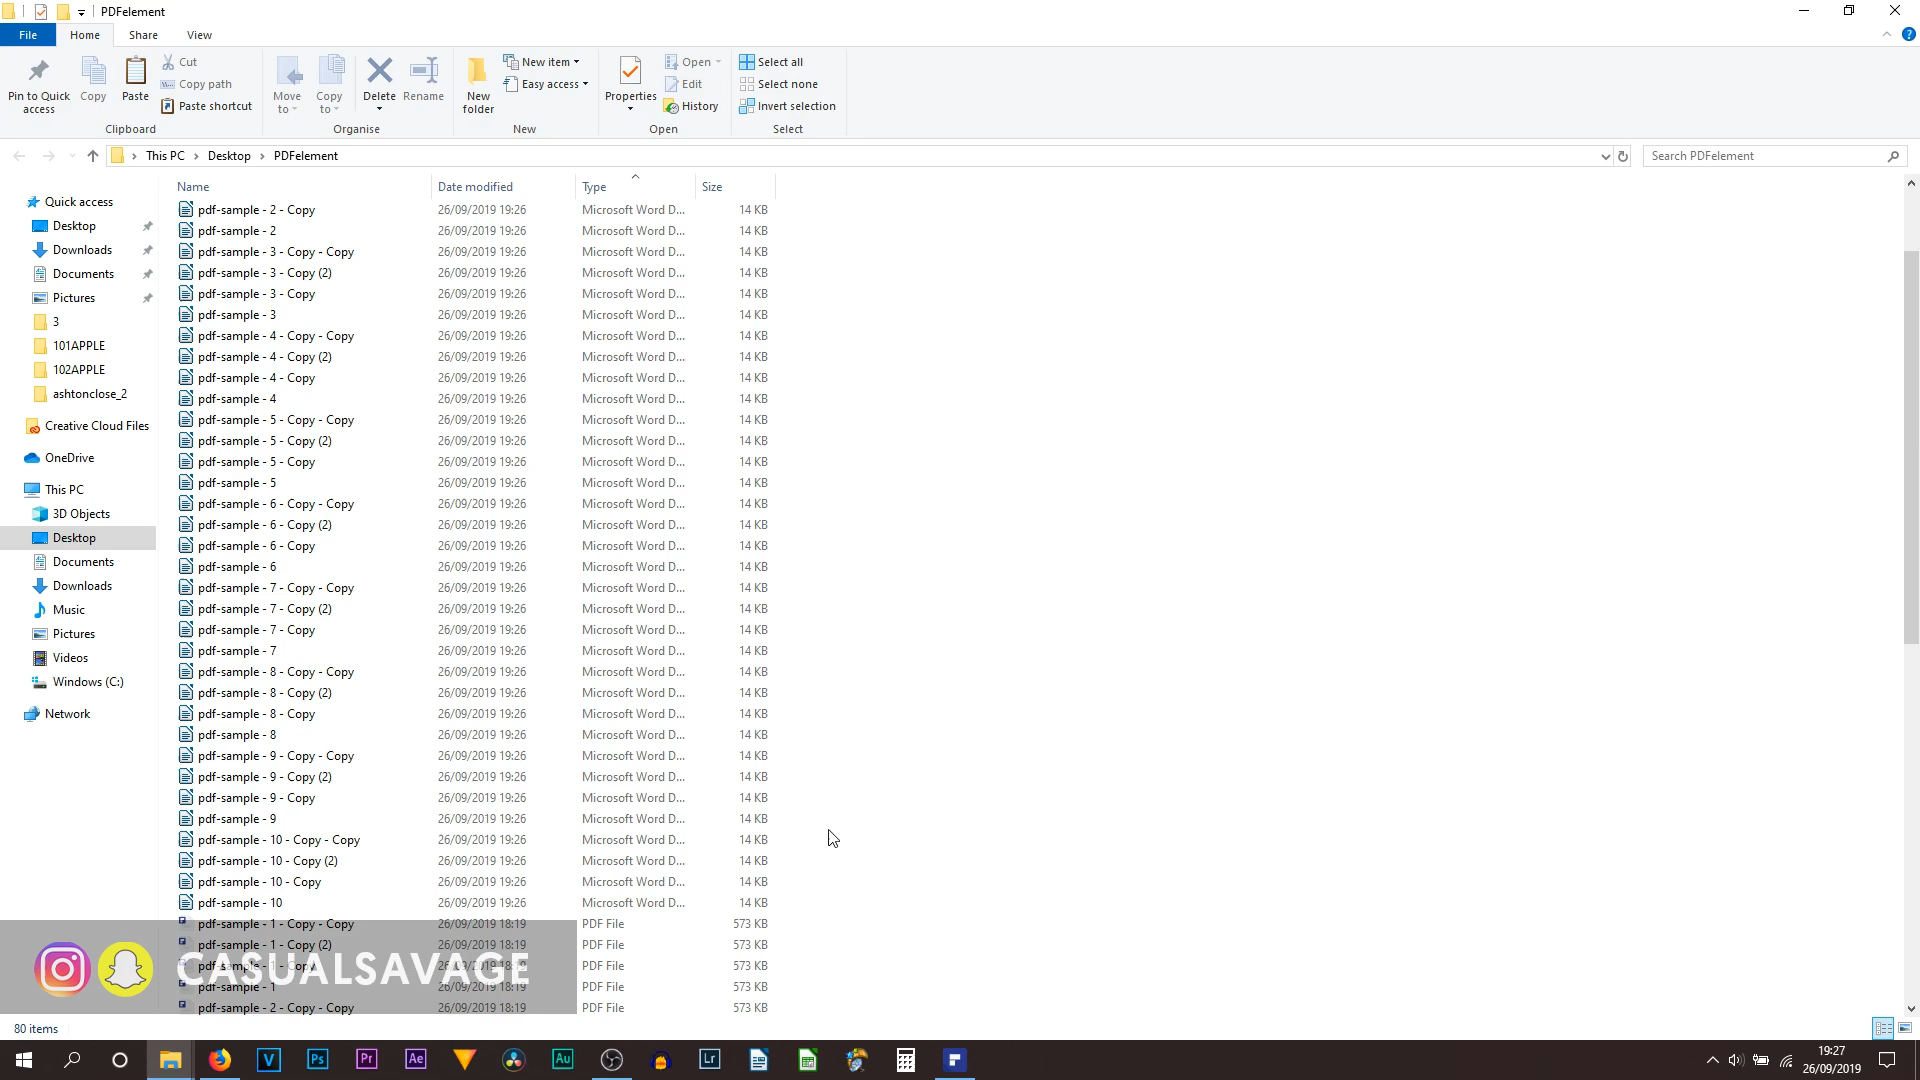 PDFelement
File Home Share View
Pin to Quick access
Copy
Paste
Cut
Copy path
Paste shortcut
Clipboard
Move to
Copy to
Delete
Rename
Organise
New folder
New item
Easy access
New
Properties
Open
Edit
History
Open
Select all
Select none
Invert selection
Select
This PC > Desktop > PDFelement
Search PDFelement
Quick access
Desktop
Downloads
Documents
Pictures
3
101APPLE
102APPLE
ashtonclose_2
Creative Cloud Files
OneDrive
This PC
3D Objects
Desktop
Documents
Downloads
Music
Pictures
Videos
Windows (C:)
Network
Name Date modified Type Size
pdf-sample - 2 - Copy 26/09/2019 19:26 Microsoft Word D... 14 KB
pdf-sample - 2 26/09/2019 19:26 Microsoft Word D... 14 KB
pdf-sample - 3 - Copy - Copy 26/09/2019 19:26 Microsoft Word D... 14 KB
pdf-sample - 3 - Copy (2) 26/09/2019 19:26 Microsoft Word D... 14 KB
pdf-sample - 3 - Copy 26/09/2019 19:26 Microsoft Word D... 14 KB
pdf-sample - 3 26/09/2019 19:26 Microsoft Word D... 14 KB
pdf-sample - 4 - Copy - Copy 26/09/2019 19:26 Microsoft Word D... 14 KB
pdf-sample - 4 - Copy (2) 26/09/2019 19:26 Microsoft Word D... 14 KB
pdf-sample - 4 - Copy 26/09/2019 19:26 Microsoft Word D... 14 KB
pdf-sample - 4 26/09/2019 19:26 Microsoft Word D... 14 KB
pdf-sample - 5 - Copy - Copy 26/09/2019 19:26 Microsoft Word D... 14 KB
pdf-sample - 5 - Copy (2) 26/09/2019 19:26 Microsoft Word D... 14 KB
pdf-sample - 5 - Copy 26/09/2019 19:26 Microsoft Word D... 14 KB
pdf-sample - 5 26/09/2019 19:26 Microsoft Word D... 14 KB
pdf-sample - 6 - Copy - Copy 26/09/2019 19:26 Microsoft Word D... 14 KB
pdf-sample - 6 - Copy (2) 26/09/2019 19:26 Microsoft Word D... 14 KB
pdf-sample - 6 - Copy 26/09/2019 19:26 Microsoft Word D... 14 KB
pdf-sample - 6 26/09/2019 19:26 Microsoft Word D... 14 KB
pdf-sample - 7 - Copy - Copy 26/09/2019 19:26 Microsoft Word D... 14 KB
pdf-sample - 7 - Copy (2) 26/09/2019 19:26 Microsoft Word D... 14 KB
pdf-sample - 7 - Copy 26/09/2019 19:26 Microsoft Word D... 14 KB
pdf-sample - 7 26/09/2019 19:26 Microsoft Word D... 14 KB
pdf-sample - 8 - Copy - Copy 26/09/2019 19:26 Microsoft Word D... 14 KB
pdf-sample - 8 - Copy (2) 26/09/2019 19:26 Microsoft Word D... 14 KB
pdf-sample - 8 - Copy 26/09/2019 19:26 Microsoft Word D... 14 KB
pdf-sample - 8 26/09/2019 19:26 Microsoft Word D... 14 KB
pdf-sample - 9 - Copy - Copy 26/09/2019 19:26 Microsoft Word D... 14 KB
pdf-sample - 9 - Copy (2) 26/09/2019 19:26 Microsoft Word D... 14 KB
pdf-sample - 9 - Copy 26/09/2019 19:26 Microsoft Word D... 14 KB
pdf-sample - 9 26/09/2019 19:26 Microsoft Word D... 14 KB
pdf-sample - 10 - Copy - Copy 26/09/2019 19:26 Microsoft Word D... 14 KB
pdf-sample - 10 - Copy (2) 26/09/2019 19:26 Microsoft Word D... 14 KB
pdf-sample - 10 - Copy 26/09/2019 19:26 Microsoft Word D... 14 KB
pdf-sample - 10 26/09/2019 19:26 Microsoft Word D... 14 KB
pdf-sample - 1 - Copy - Copy 26/09/2019 18:19 PDF File 573 KB
pdf-sample - 1 - Copy (2) 26/09/2019 18:19 PDF File 573 KB
pdf-sample - 1 - Copy 26/09/2019 18:19 PDF File 573 KB
pdf-sample - 1 26/09/2019 18:19 PDF File 573 KB
pdf-sample - 2 - Copy - Copy 26/09/2019 18:19 PDF File 573 KB
CASUALSAVAGE
80 items
V Ps Pr Ae Au Lr
19:27
26/09/2019